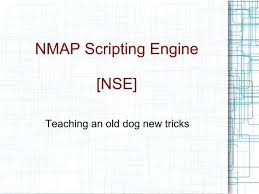 NMAP Scripting Engine
[NSE]
Teaching an old dog new tricks